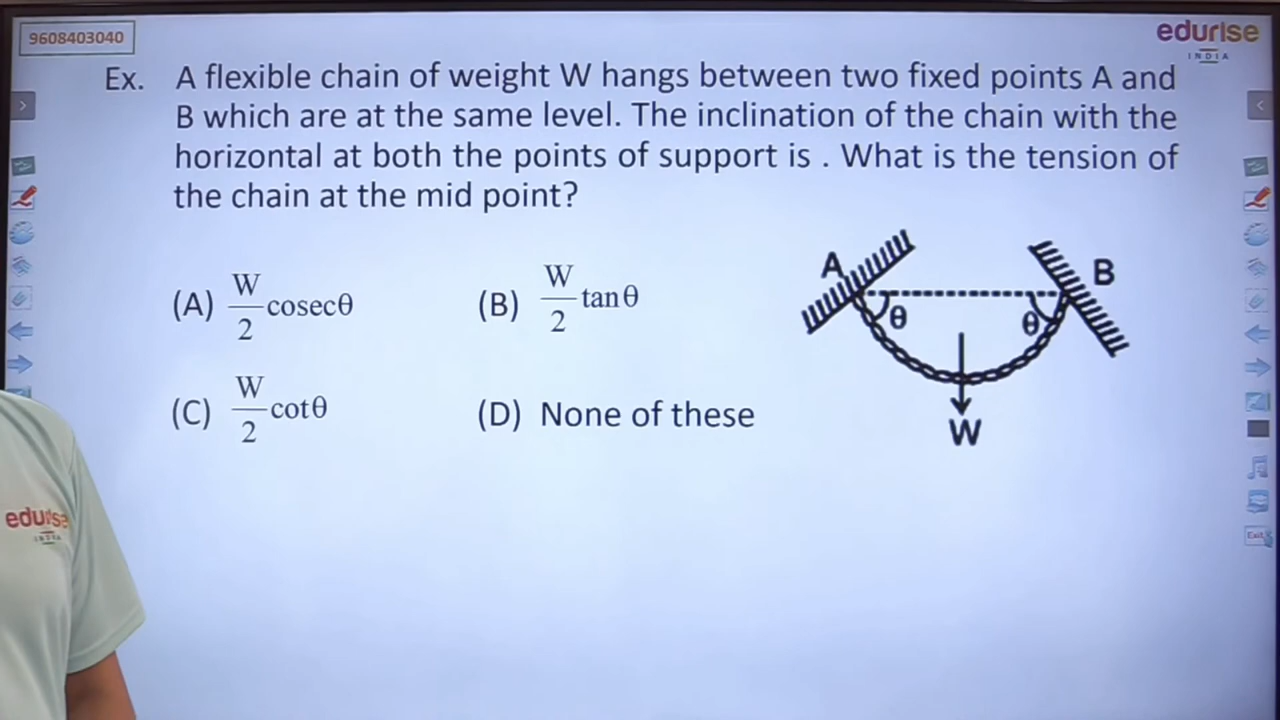 9608403040
edurise
INDIA
Ex. A flexible chain of weight W hangs between two fixed points A and
B which are at the same level. The inclination of the chain with the
horizontal at both the points of support is . What is the tension of
the chain at the mid point?
(A) W/2 cosecθ
(B) W/2 tanθ
(C) W/2 cotθ
(D) None of these
A
B
θ
θ
W
edurise
INDIA
Exit